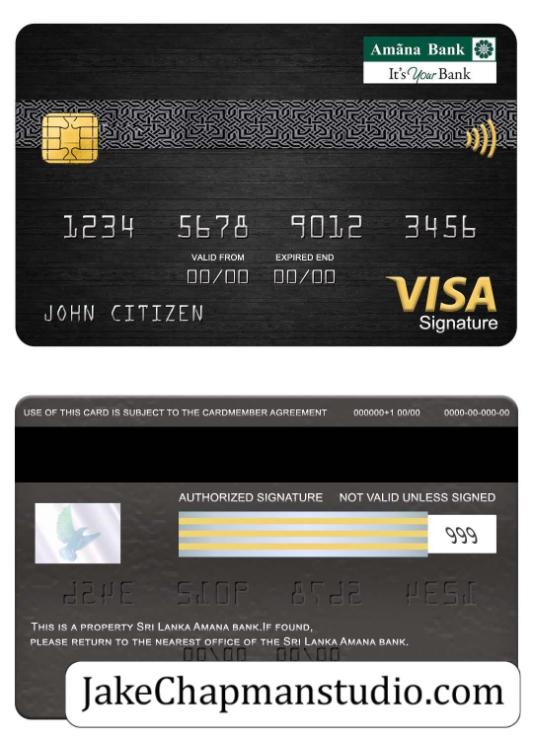 Amãna Bank
It's Your Bank
1234 5678 9012 3456
VALID FROM EXPIRED END
00/00 00/00
JOHN CITIZEN
VISA
Signature
USE OF THIS CARD IS SUBJECT TO THE CARDMEMBER AGREEMENT 000000+1 00/00 0000-00-000-00
AUTHORIZED SIGNATURE NOT VALID UNLESS SIGNED
999
THIS IS A PROPERTY SRI LANKA AMANA BANK.IF FOUND,
PLEASE RETURN TO THE NEAREST OFFICE OF THE SRI LANKA AMANA BANK.
JakeChapmanstudio.com